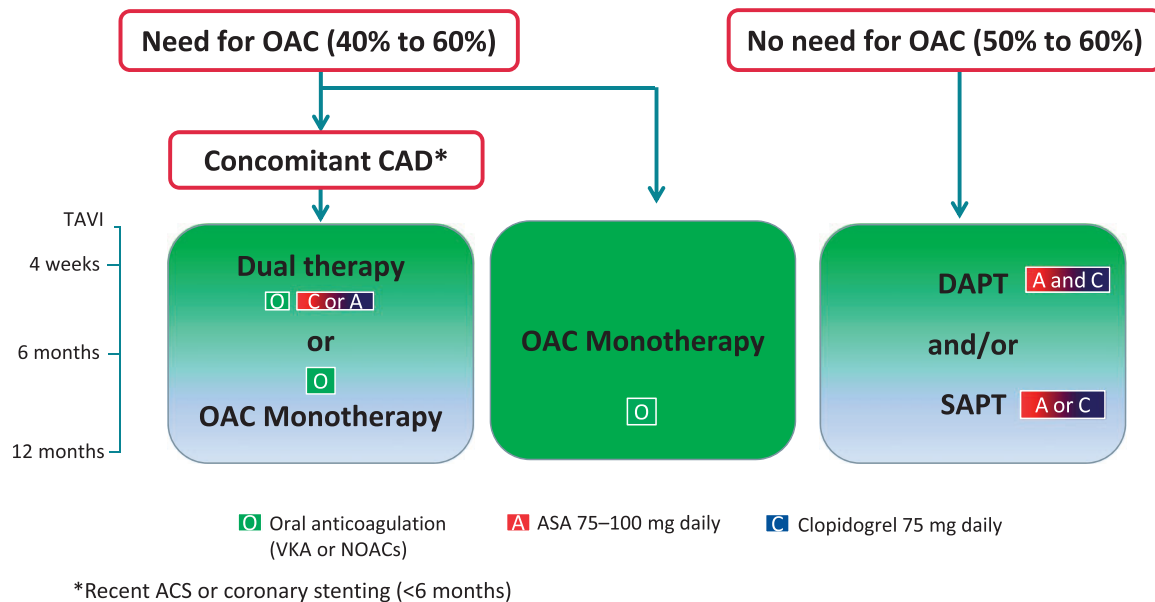 Need for OAC (40% to 60%)
No need for OAC (50% to 60%)
Concomitant CAD*
TAVI
4 weeks
6 months
12 months
Dual therapy
O C or A
or
O
OAC Monotherapy
OAC Monotherapy
O
DAPT A and C
and/or
SAPT A or C
O Oral anticoagulation
(VKA or NOACs)
A ASA 75–100 mg daily
C Clopidogrel 75 mg daily
*Recent ACS or coronary stenting (<6 months)